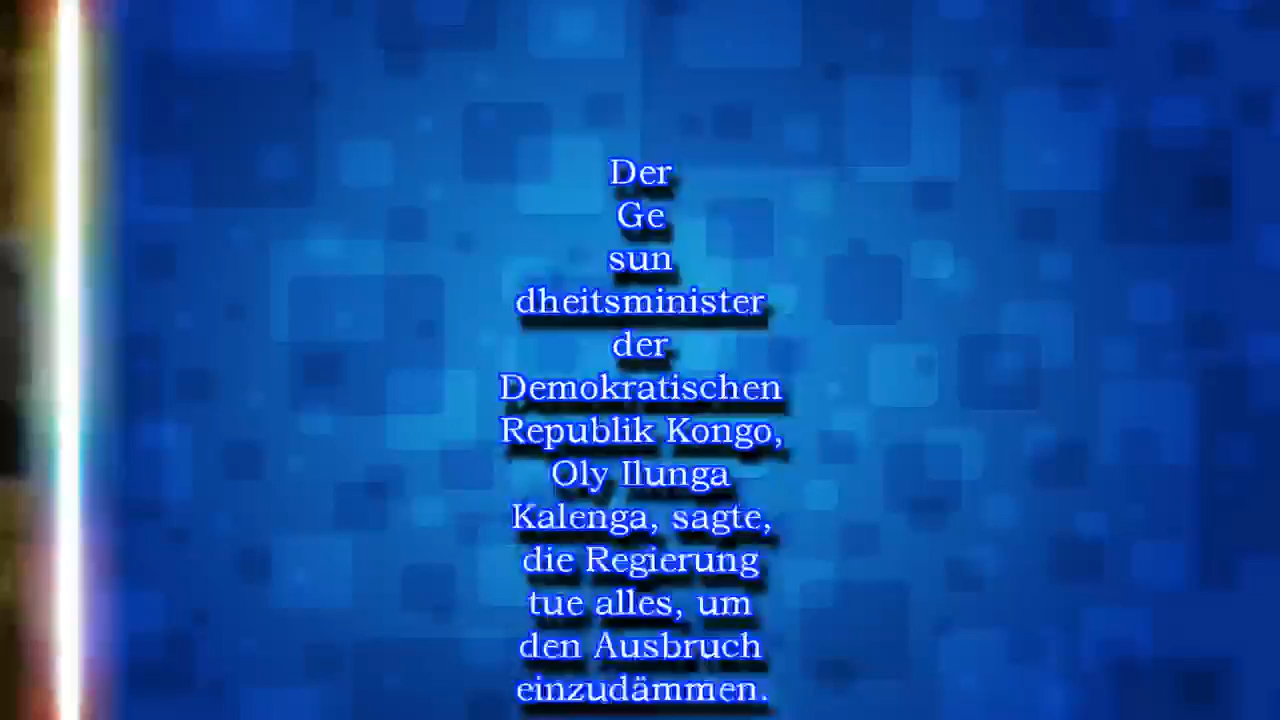 Der
Ge
sun
dheitsminister
der
Demokratischen
Republik Kongo,
Oly Ilunga
Kalenga, sagte,
die Regierung
tue alles, um
den Ausbruch
einzudämmen.